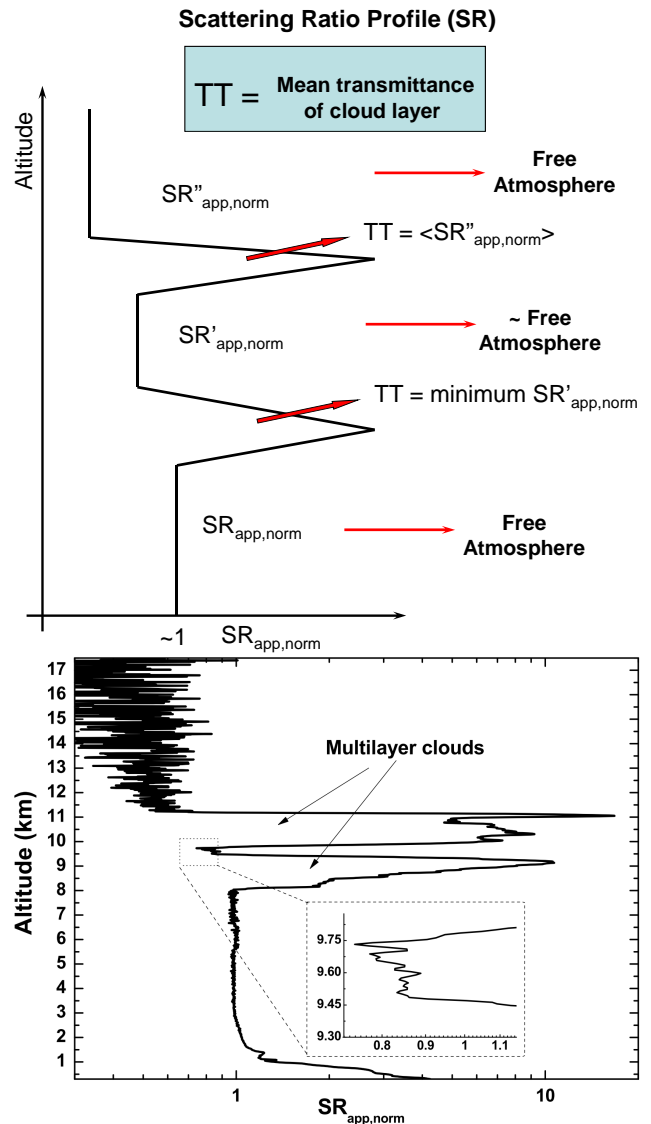 Scattering Ratio Profile (SR)
TT = Mean transmittance
of cloud layer
Altitude
Free
Atmosphere
SR"app,norm
TT = <SR"app,norm>
~ Free
Atmosphere
SR'app,norm
TT = minimum SR'app,norm
SRapp,norm
Free
Atmosphere
~1 SRapp,norm
17
16
15
14
13
12
11
10
9
8
7
6
5
4
3
2
1
Altitude (km)
Multilayer clouds
9.75
9.60
9.45
9.30
0.8 0.9 1 1.1
1 10
SRapp,norm